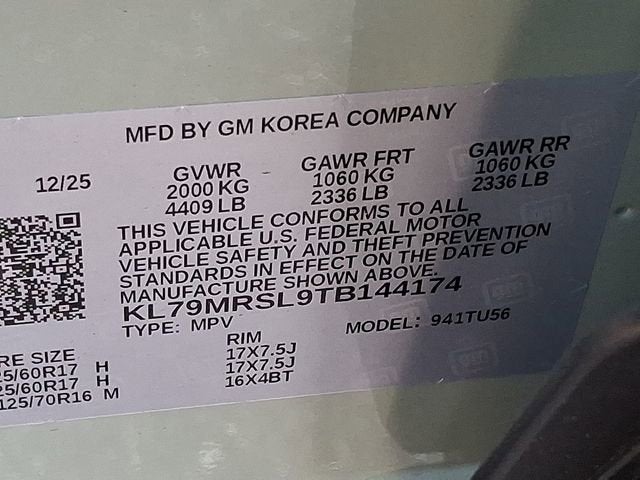 MFD BY GM KOREA COMPANY
12/25 GVWR GAWR FRT GAWR RR
2000 KG 1060 KG 1060 KG
4409 LB 2336 LB 2336 LB
THIS VEHICLE CONFORMS TO ALL
APPLICABLE U.S. FEDERAL MOTOR
VEHICLE SAFETY AND THEFT PREVENTION
STANDARDS IN EFFECT ON THE DATE OF
MANUFACTURE SHOWN ABOVE.
KL79MRSL9TB144174
TYPE: MPV MODEL: 941TU56
RE SIZE RIM
25/60R17 H 17X7.5J
25/60R17 H 17X7.5J
125/70R16 M 16X4BT